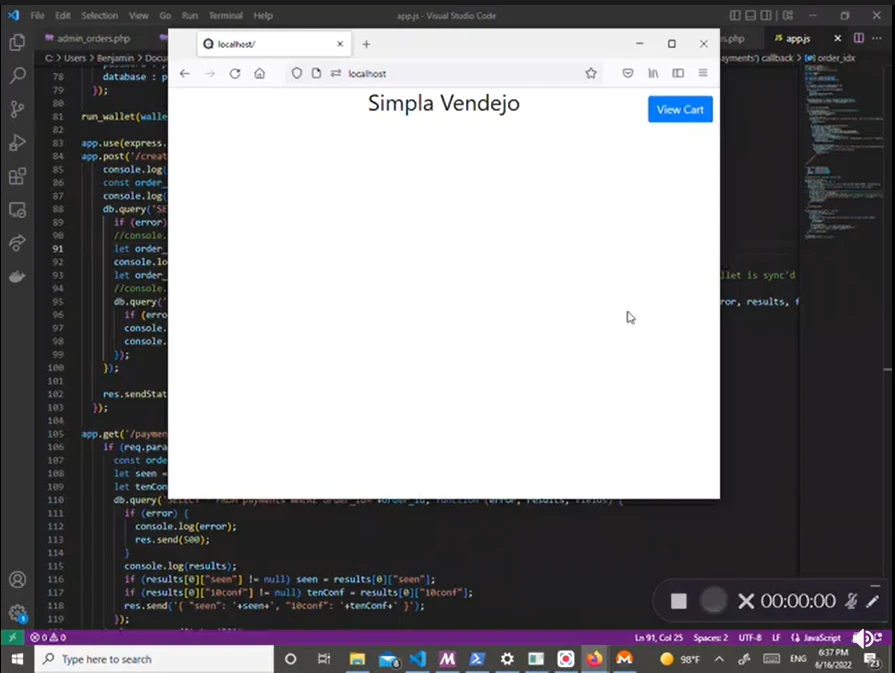 File Edit Selection View Go Run Terminal Help
app.js - Visual Studio Code
admin_orders.php
s.php
app.js
C: > Users > Benjamin > Docu
ayments') callback > order_idx
localhost/
localhost
Simpla Vendejo
View Cart
78 database : p
79 });
80
81 run_wallet(walle
82
83 app.use(express.
84 app.post('/creat
85 console.log(
86 const order_
87 console.log(
88 db.query('SE
89 if (error)
90 //console.
91 let order_
92 console.lo
93 let order_
llet is sync'd
94 //console.
95 db.query('
ror, results, f
96 if (erro
97 console.
98 console.
99 });
100 });
101
102 res.sendStat
103 });
104
105 app.get('/paymen
106 if (req.para
107 const orde
108 let seen =
109 let tenCon
110 db.query('SELECT * FROM payments WHERE order_id='+order_id, function (error, results, fields) {
111 if (error) {
112 console.log(error);
113 res.send(500);
114 }
115 console.log(results);
116 if (results[0]["seen"] != null) seen = results[0]["seen"];
117 if (results[0]["10conf"] != null) tenConf = results[0]["10conf"];
118 res.send('{ "seen": '+seen+', "10conf": '+tenConf+' }');
119 });
00:00:00
0 0
Ln 91, Col 25 Spaces: 2 UTF-8 LF JavaScript
Type here to search
8
98°F
ENG
6:37 PM
6/16/2022
23